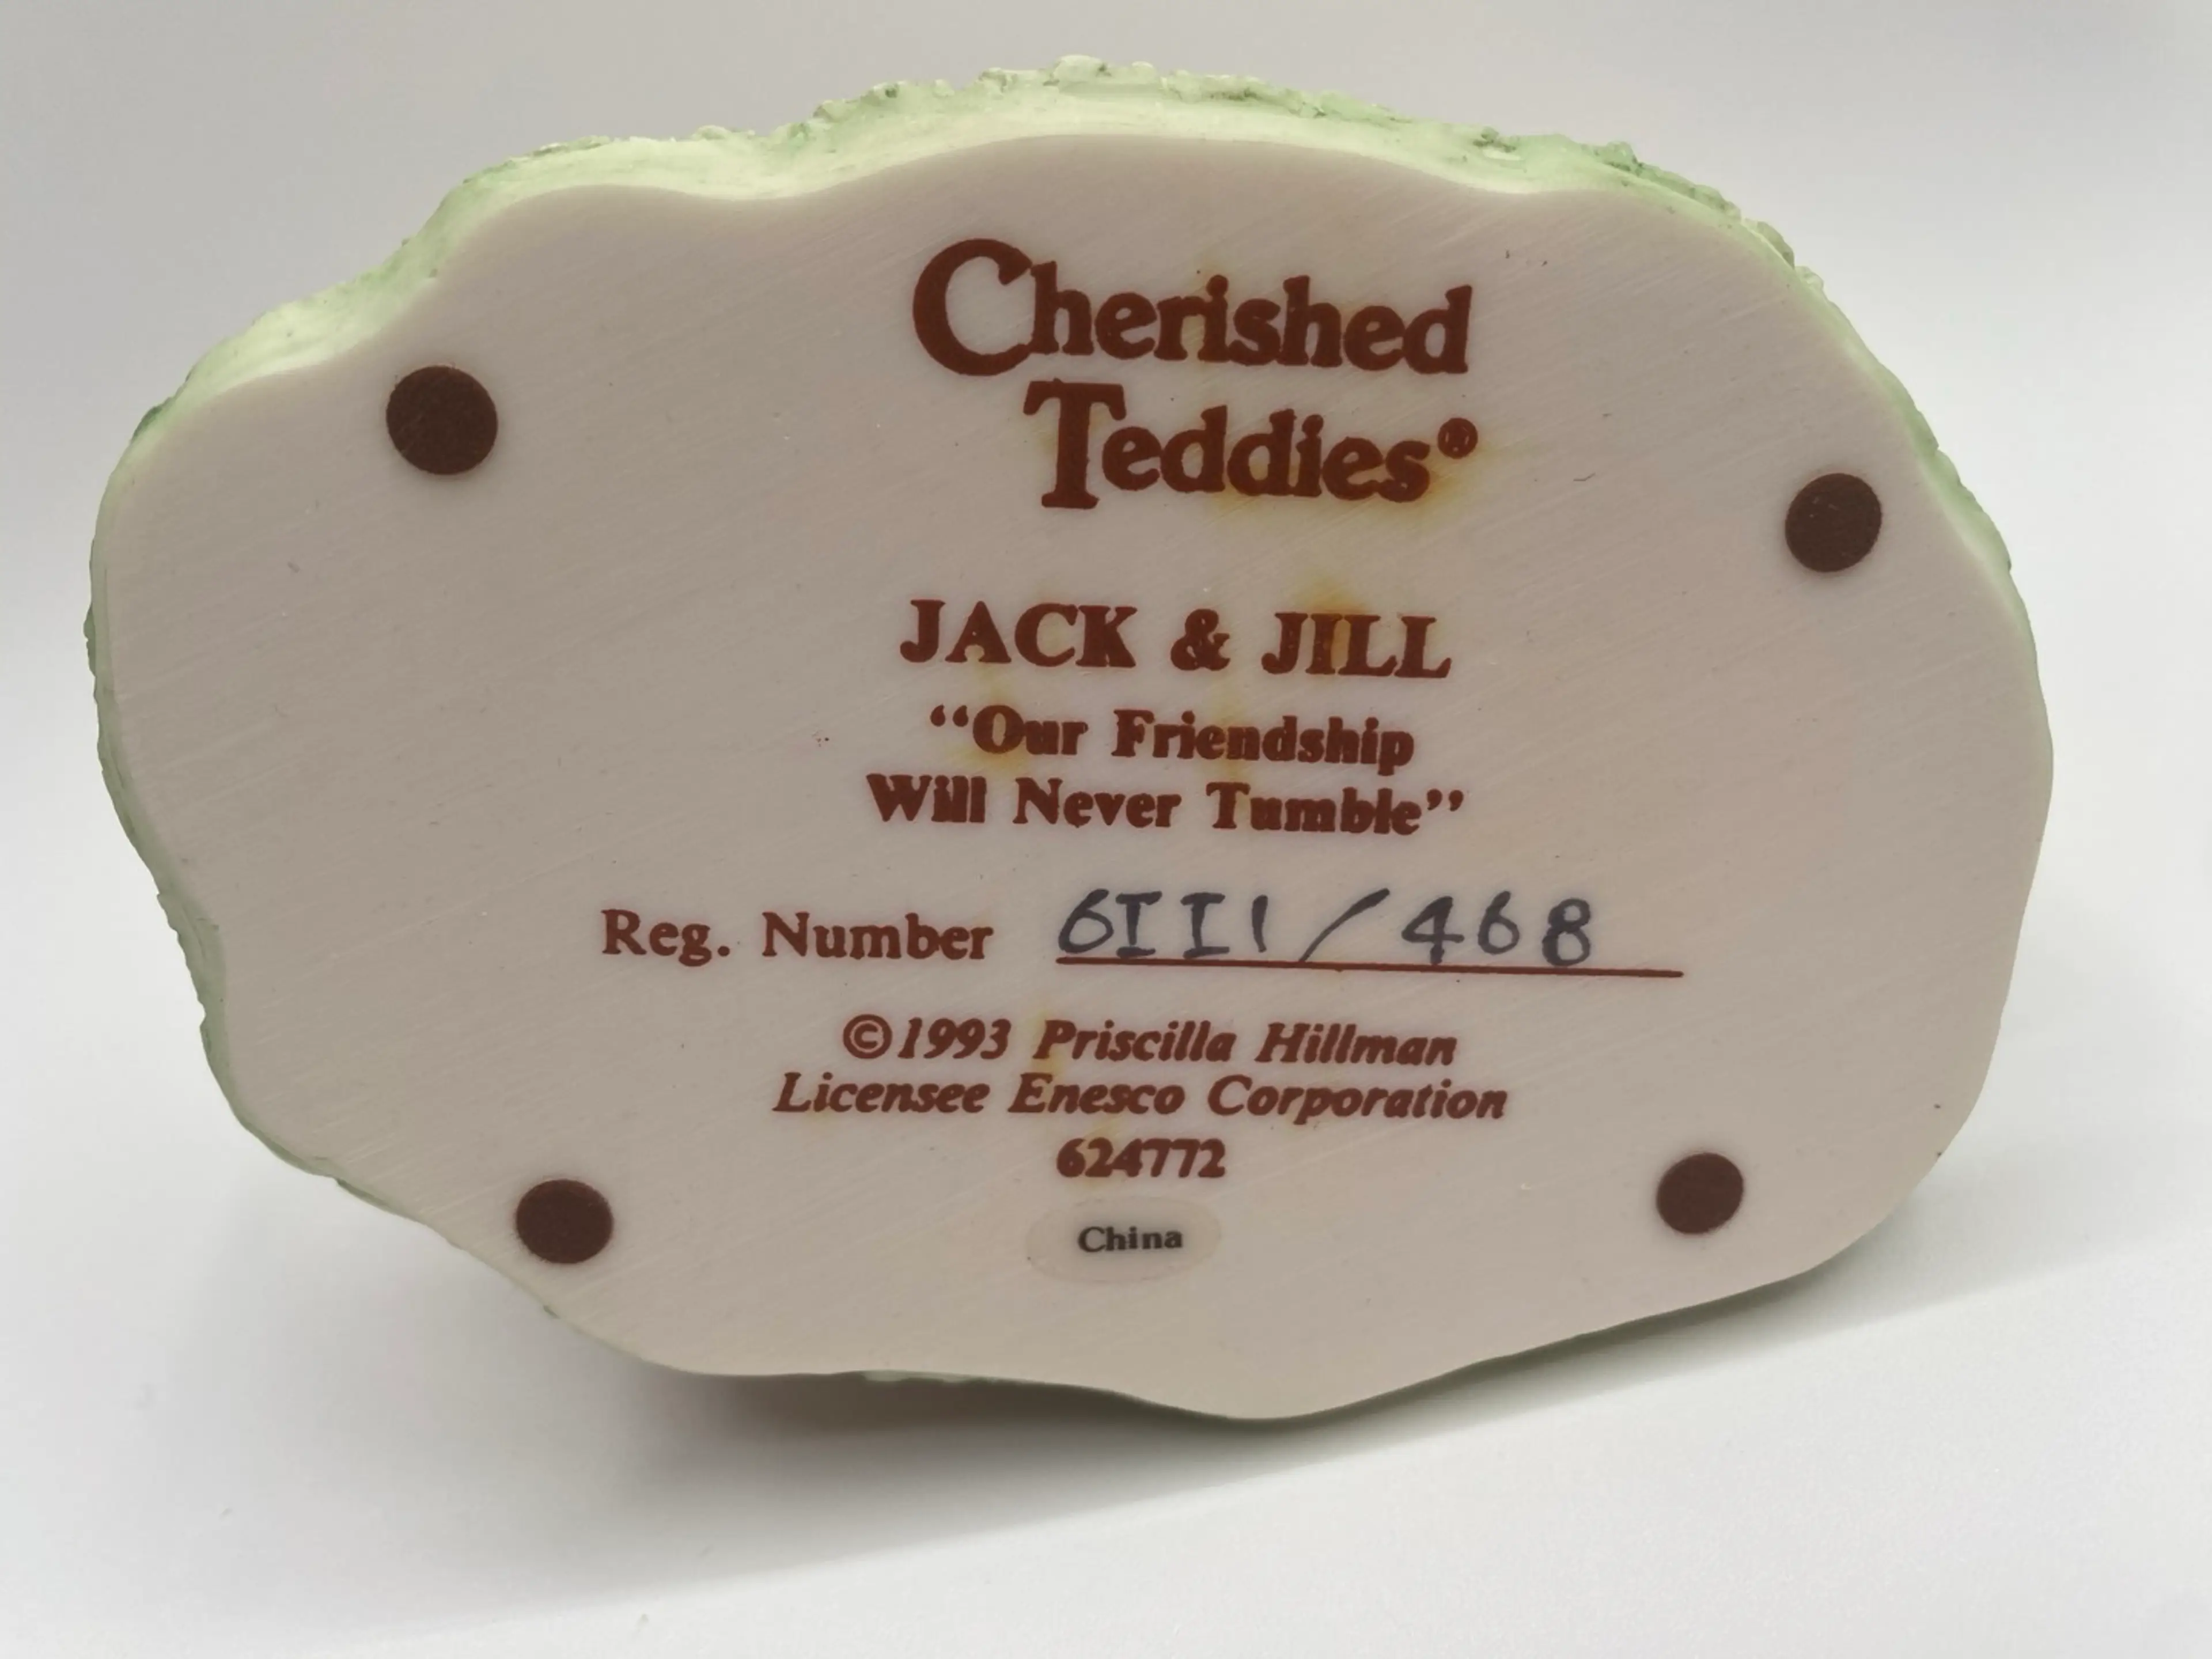 Cherished
Teddies®
JACK & JILL
“Our Friendship
Will Never Tumble”
Reg. Number 6III/468
©1993 Priscilla Hillman
Licensee Enesco Corporation
624772
China